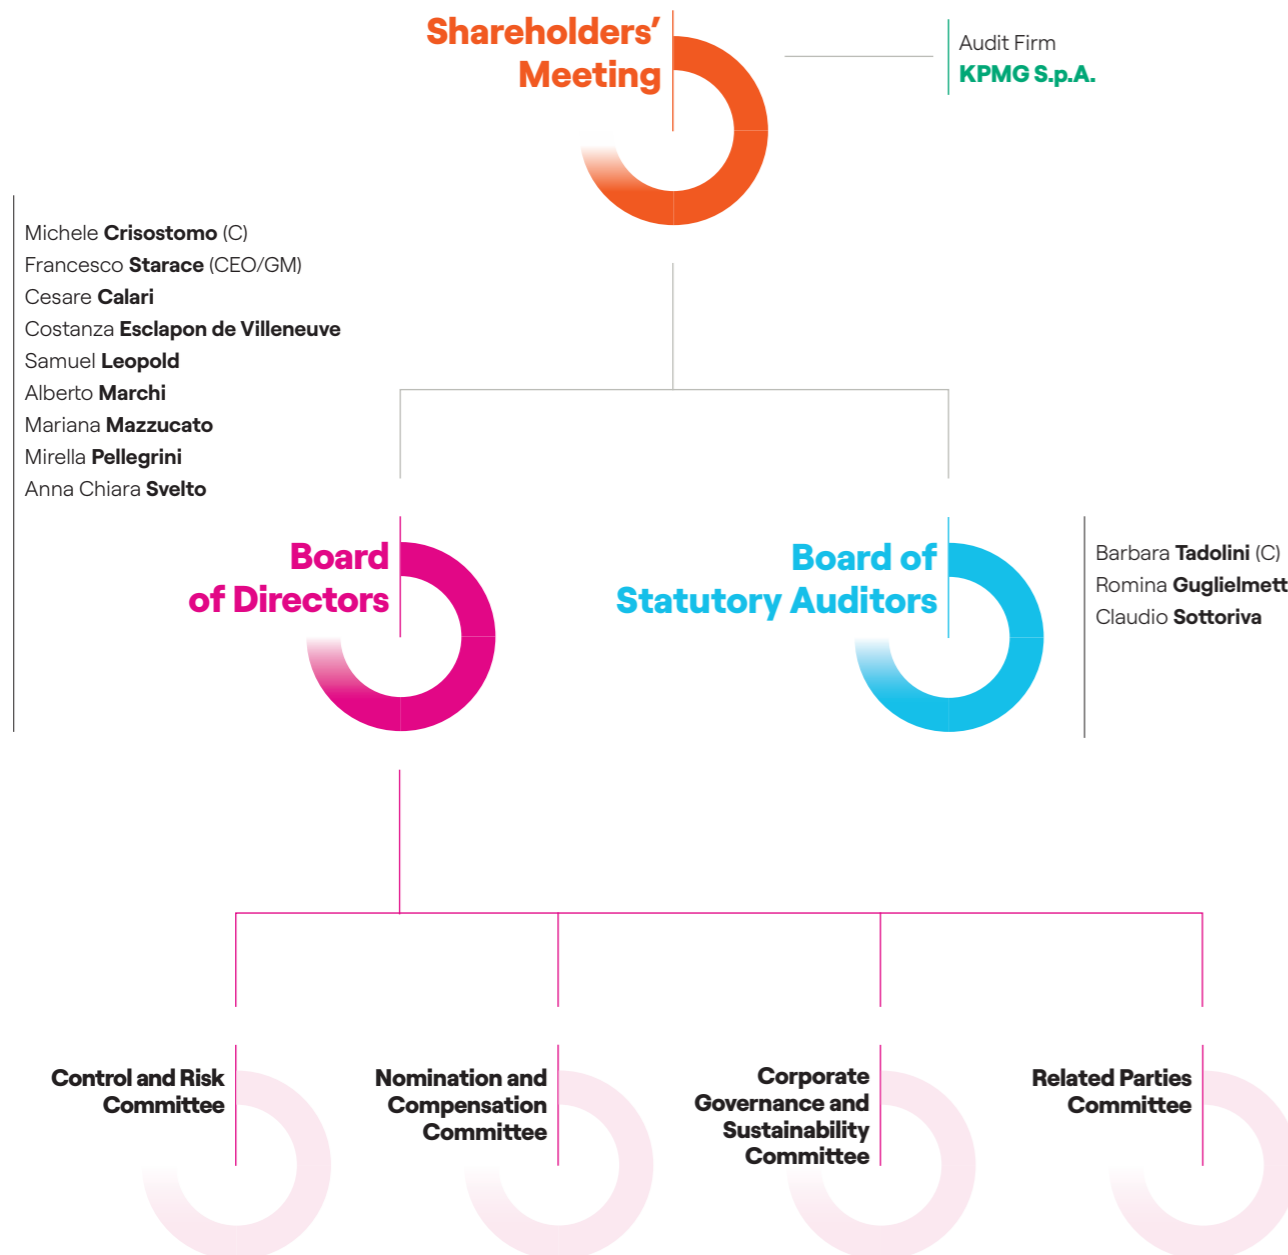 Shareholders’
Meeting
Audit Firm
KPMG S.p.A.
Michele Crisostomo (C)
Francesco Starace (CEO/GM)
Cesare Calari
Costanza Esclapon de Villeneuve
Samuel Leopold
Alberto Marchi
Mariana Mazzucato
Mirella Pellegrini
Anna Chiara Svelto
Board
of Directors
Board of
Statutory Auditors
Barbara Tadolini (C)
Romina Guglielmett
Claudio Sottoriva
Control and Risk
Committee
Nomination and
Compensation
Committee
Corporate
Governance and
Sustainability
Committee
Related Parties
Committee